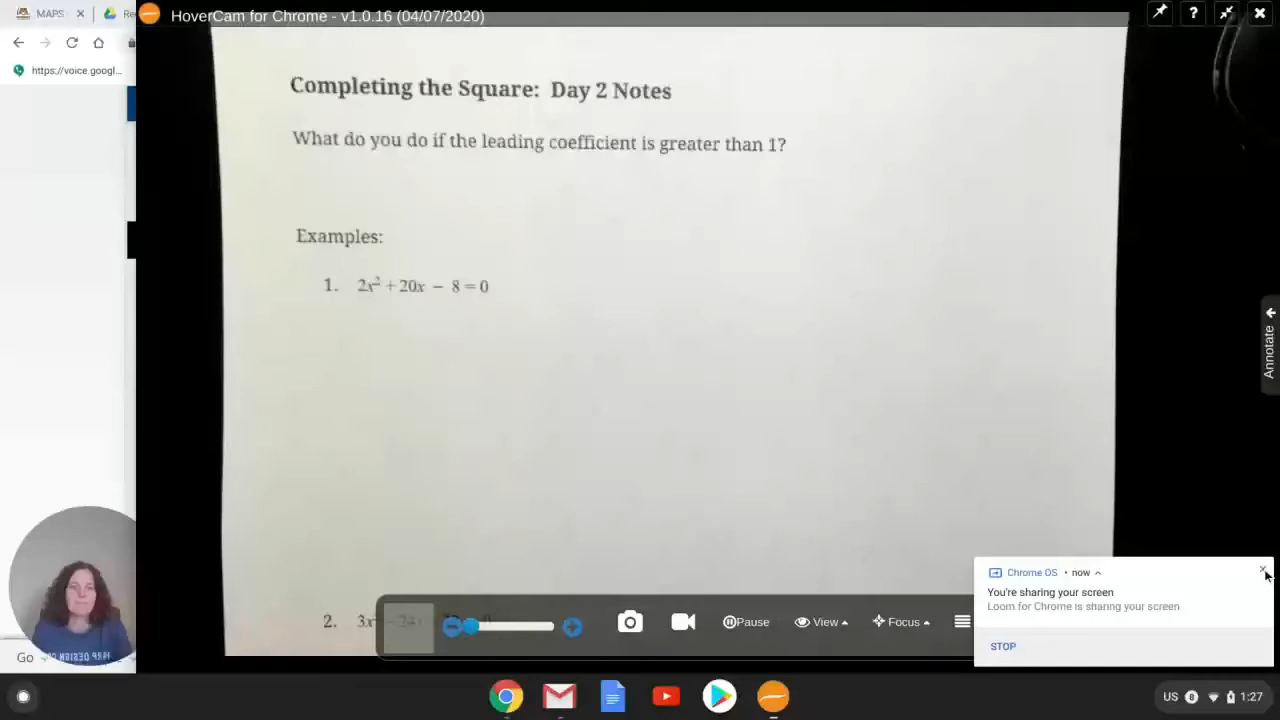 HoverCam for Chrome - v1.0.16 (04/07/2020)
MAPS
https://voice.googl...
Completing the Square: Day 2 Notes
What do you do if the leading coefficient is greater than 1?
Examples:
1. 2x² + 20x − 8 = 0
2.
Annotate
Pause
View
Focus
Chrome OS • now
You're sharing your screen
Loom for Chrome is sharing your screen
STOP
Go
US 8 1:27